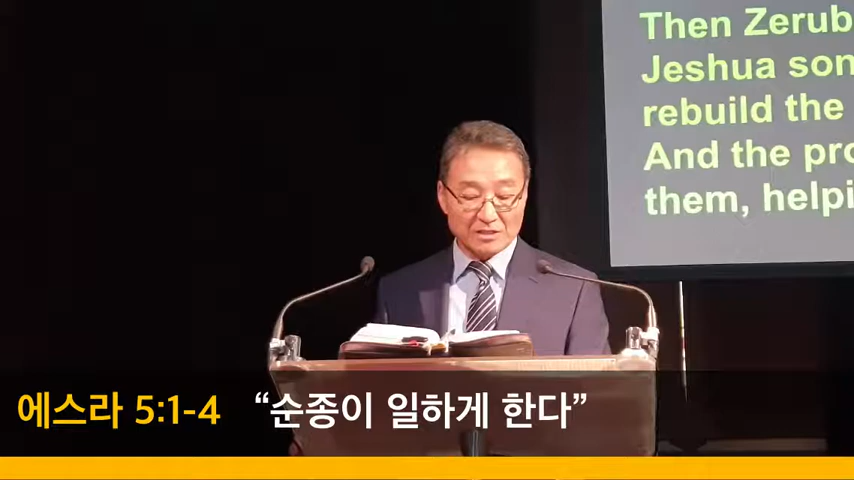 Then Zerub
Jeshua son
rebuild the
And the pro
them, helpi
에스라 5:1-4 “순종이 일하게 한다”